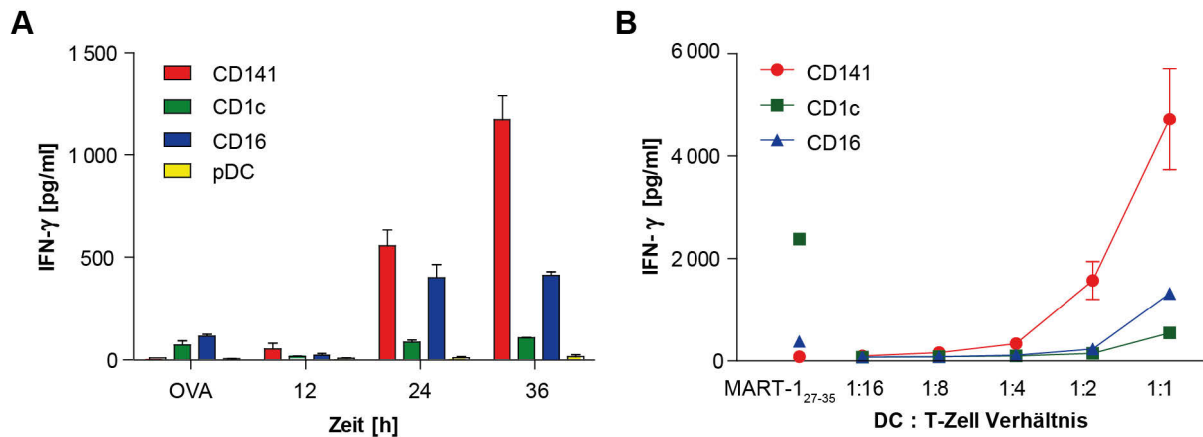 A
IFN-γ [pg/ml]
1 500
1 000
500
0
CD141
CD1c
CD16
pDC
OVA 12 24 36
Zeit [h]
B
IFN- γ [pg/ml]
6 000
4 000
2 000
0
CD141
CD1c
CD16
MART-1₂₇₋₃₅ 1:16 1:8 1:4 1:2 1:1
DC : T-Zell Verhältnis